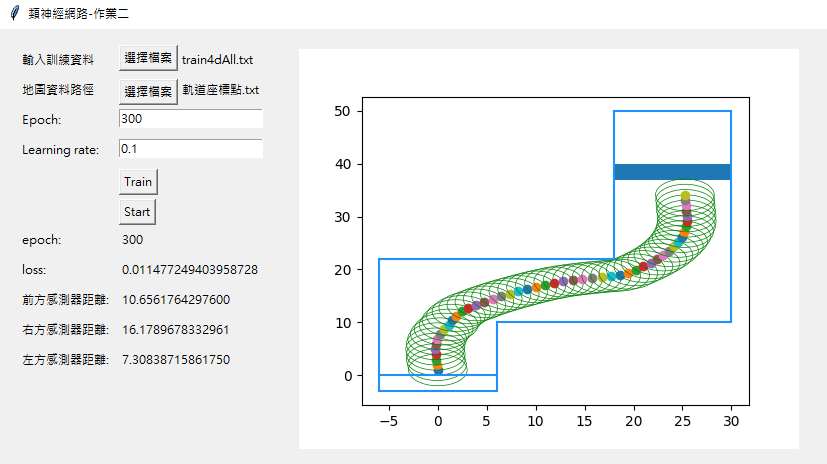 類神經網路-作業二
輸入訓練資料 選擇檔案 train4dAll.txt
地圖資料路徑 選擇檔案 軌道座標點.txt
Epoch: 300
Learning rate: 0.1
Train
Start
epoch: 300
loss: 0.011477249403958728
前方感測器距離: 10.6561764297600
右方感測器距離: 16.1789678332961
左方感測器距離: 7.30838715861750
50
40
30
20
10
0
−5 0 5 10 15 20 25 30